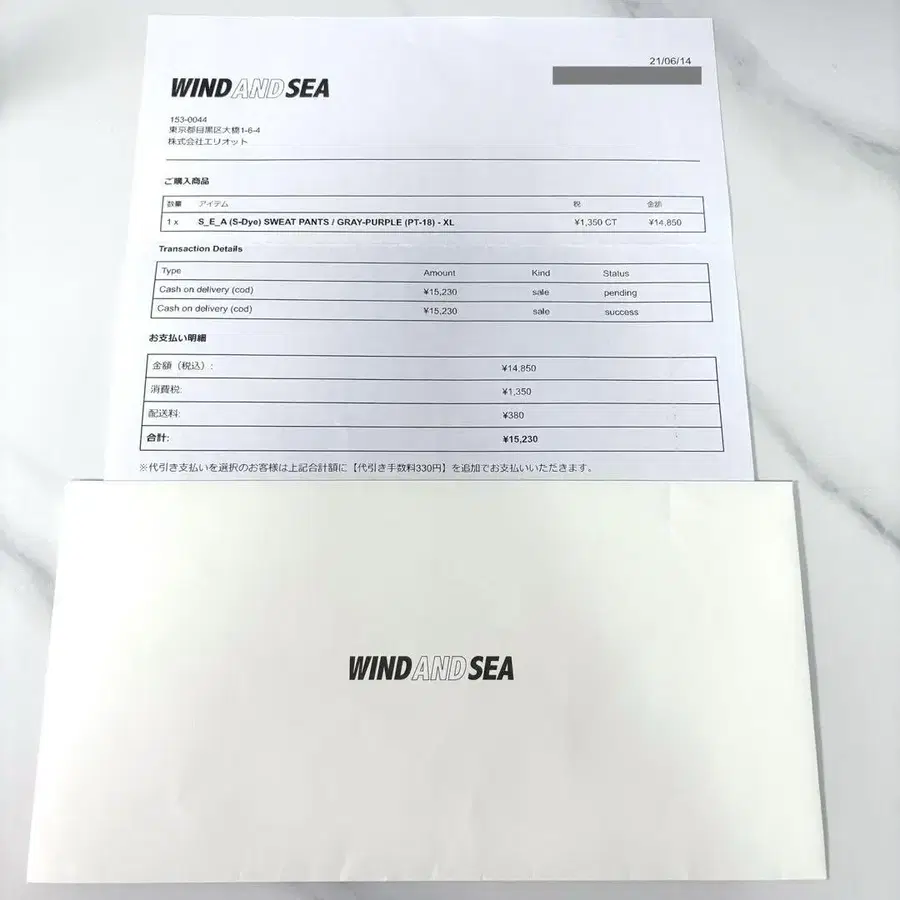 21/06/14
WIND AND SEA
153-0044
東京都目黒区大橋1-6-4
株式会社エリオット
ご購入商品
数量 アイテム 税 金額
1 x S_E_A (S-Dye) SWEAT PANTS / GRAY-PURPLE (PT-18) - XL ¥1,350 CT ¥14,850
Transaction Details
Type Amount Kind Status
Cash on delivery (cod) ¥15,230 sale pending
Cash on delivery (cod) ¥15,230 sale success
お支払い明細
金額（税込）: ¥14,850
消費税: ¥1,350
配送料: ¥380
合計: ¥15,230
※代引き支払いを選択のお客様は上記合計額に【代引き手数料330円】を追加でお支払いいただきます。
WIND AND SEA